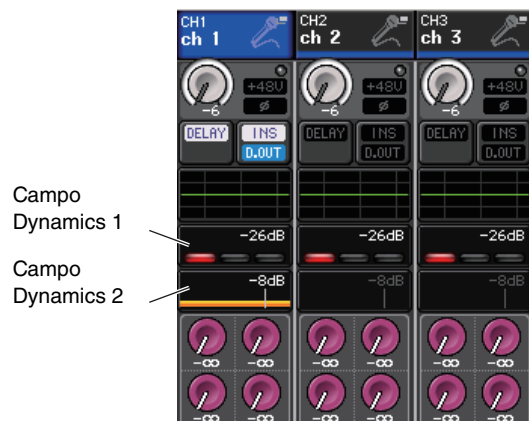 CH1
ch 1
CH2
ch 2
CH3
ch 3
-6
+48V
ø
-6
+48V
ø
-6
+48V
ø
DELAY
INS
D.OUT
DELAY
INS
D.OUT
DELAY
INS
D.OUT
Campo
Dynamics 1
-26dB
-26dB
-26dB
Campo
Dynamics 2
-8dB
-8dB
-8dB
-∞
-∞
-∞
-∞
-∞
-∞
-∞
-∞
-∞
-∞
-∞
-∞